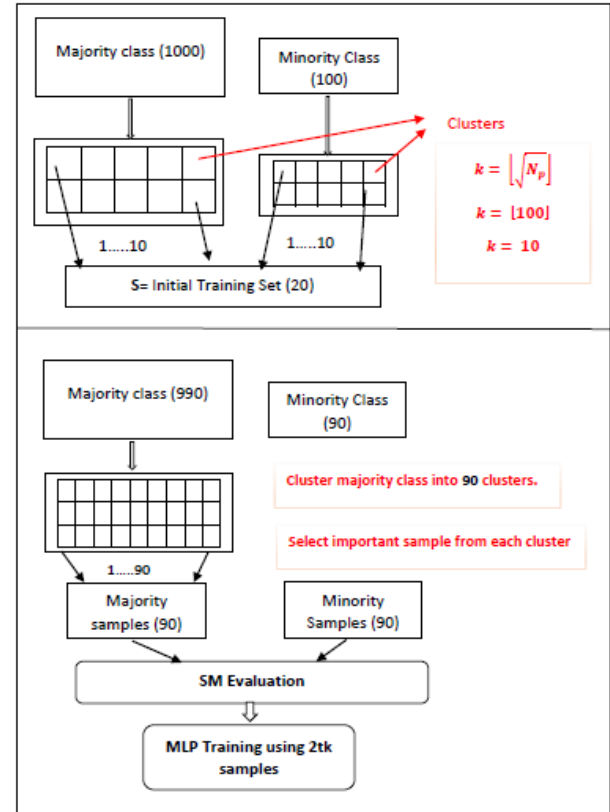 Majority class (1000)
Minority Class
(100)
Clusters
k = ⌊√Nₚ⌋
k = ⌊100⌋
k = 10
1.....10
1.....10
S= Initial Training Set (20)
Majority class (990)
Minority Class
(90)
Cluster majority class into 90 clusters.
Select important sample from each cluster
1.....90
Majority
samples (90)
Minority
Samples (90)
SM Evaluation
MLP Training using 2tk
samples